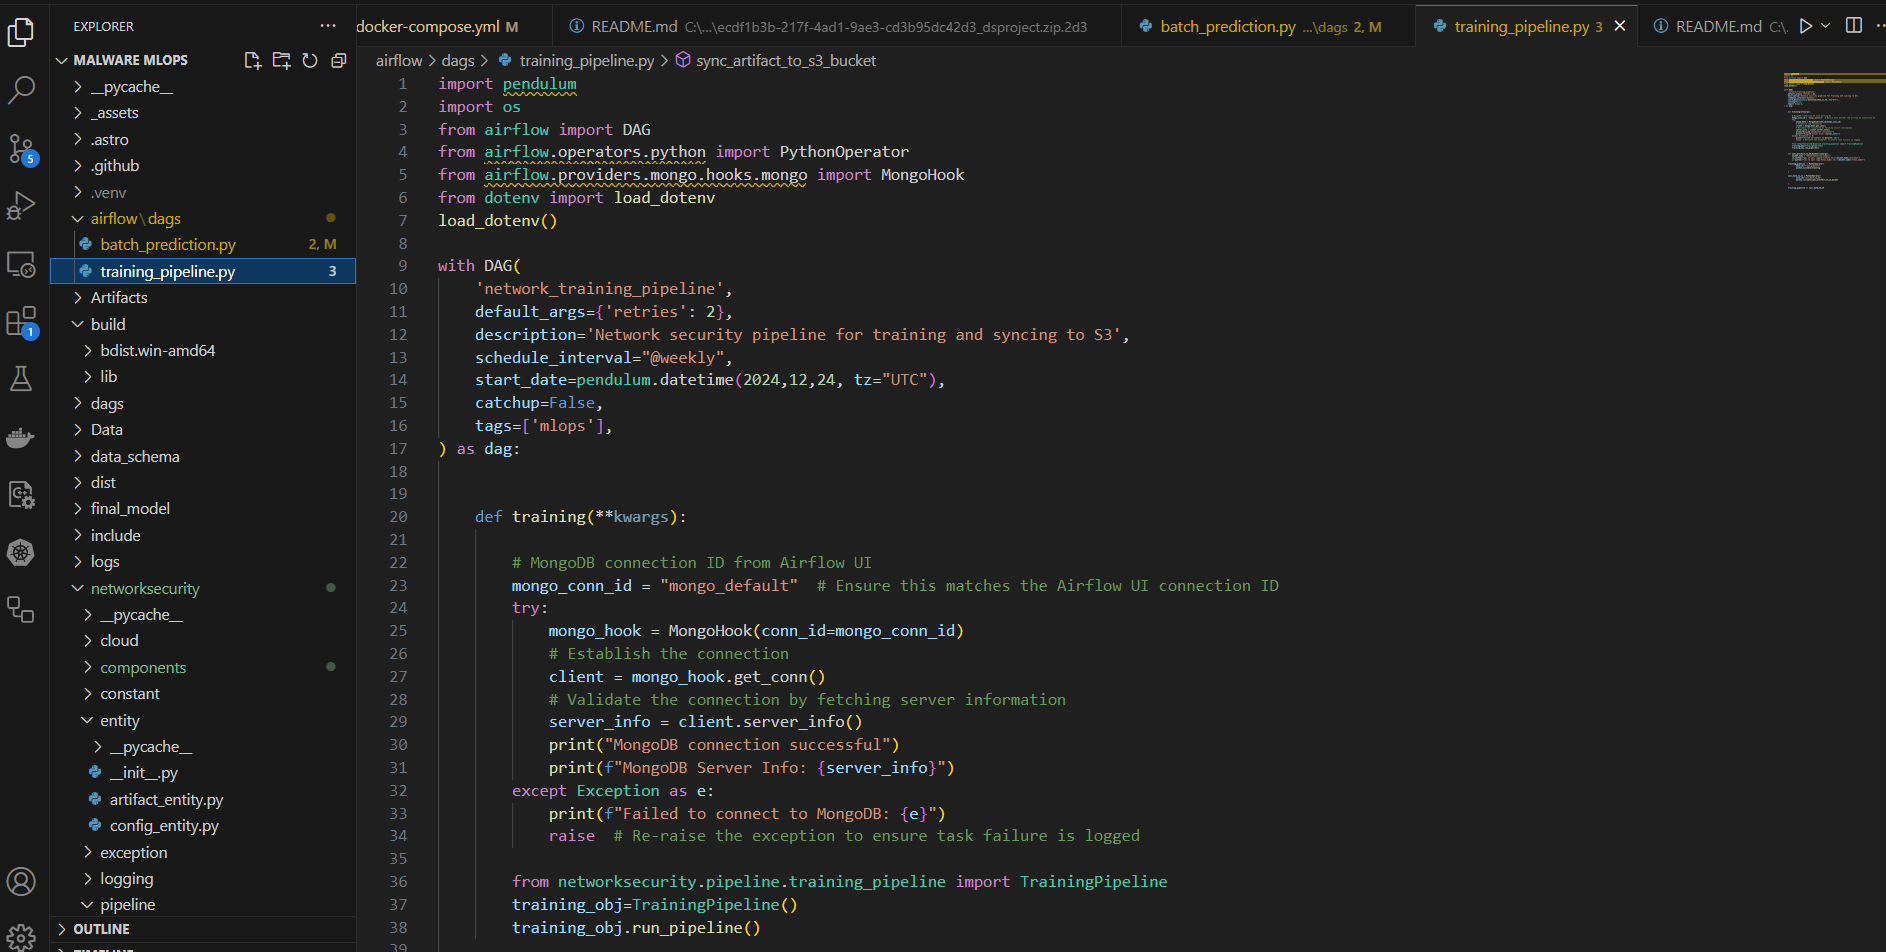 EXPLORER ...
MALWARE MLOPS
__pycache__
_assets
.astro
.github
.venv
airflow\dags
batch_prediction.py 2, M
training_pipeline.py 3
Artifacts
build
bdist.win-amd64
lib
dags
Data
data_schema
dist
final_model
include
logs
networksecurity
__pycache__
cloud
components
constant
entity
__pycache__
__init__.py
artifact_entity.py
config_entity.py
exception
logging
pipeline
OUTLINE
TIMELINE
5
1
docker-compose.yml M
README.md C:\...\ecdf1b3b-217f-4ad1-9ae3-cd3b95dc42d3_dsproject.zip.2d3
batch_prediction.py ...\dags 2, M
training_pipeline.py 3
README.md C:\.
airflow > dags > training_pipeline.py > sync_artifact_to_s3_bucket
1 import pendulum
2 import os
3 from airflow import DAG
4 from airflow.operators.python import PythonOperator
5 from airflow.providers.mongo.hooks.mongo import MongoHook
6 from dotenv import load_dotenv
7 load_dotenv()
8
9 with DAG(
10 'network_training_pipeline',
11 default_args={'retries': 2},
12 description='Network security pipeline for training and syncing to S3',
13 schedule_interval="@weekly",
14 start_date=pendulum.datetime(2024,12,24, tz="UTC"),
15 catchup=False,
16 tags=['mlops'],
17 ) as dag:
18
19
20 def training(**kwargs):
21
22 # MongoDB connection ID from Airflow UI
23 mongo_conn_id = "mongo_default"  # Ensure this matches the Airflow UI connection ID
24 try:
25 mongo_hook = MongoHook(conn_id=mongo_conn_id)
26 # Establish the connection
27 client = mongo_hook.get_conn()
28 # Validate the connection by fetching server information
29 server_info = client.server_info()
30 print("MongoDB connection successful")
31 print(f"MongoDB Server Info: {server_info}")
32 except Exception as e:
33 print(f"Failed to connect to MongoDB: {e}")
34 raise  # Re-raise the exception to ensure task failure is logged
35
36 from networksecurity.pipeline.training_pipeline import TrainingPipeline
37 training_obj=TrainingPipeline()
38 training_obj.run_pipeline()
39